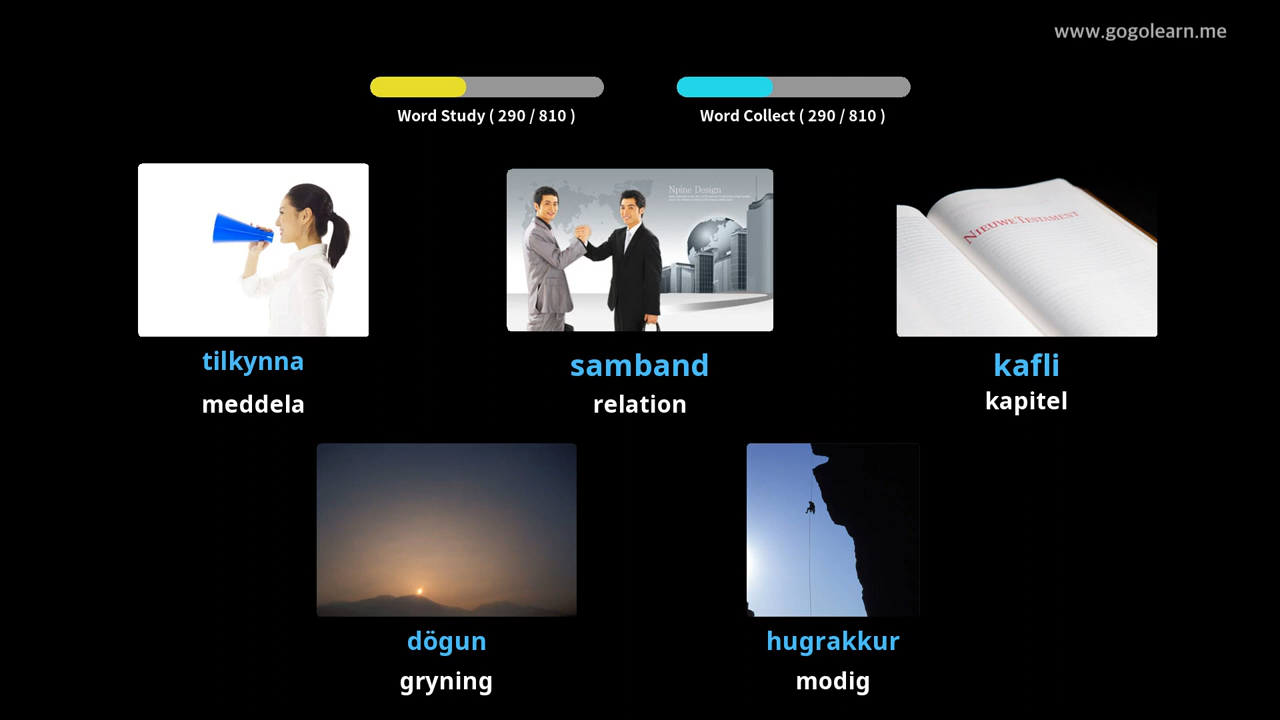 www.gogolearn.me
Word Study ( 290 / 810 )
Word Collect ( 290 / 810 )
Npine Design
NIEUWE TESTAMENT
tilkynna
samband
kafli
meddela
relation
kapitel
dögun
hugrakkur
gryning
modig